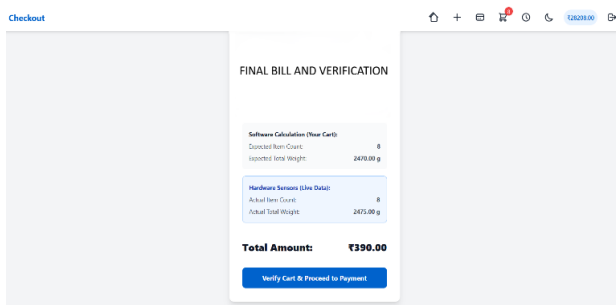 Checkout
₹28200.00
FINAL BILL AND VERIFICATION
Software Calculation (Your Cart):
Expected Item Count: 8
Expected Total Weight: 2470.00 g
Hardware Sensors (Live Data):
Actual Item Count: 8
Actual Total Weight: 2475.00 g
Total Amount: ₹390.00
Verify Cart & Proceed to Payment